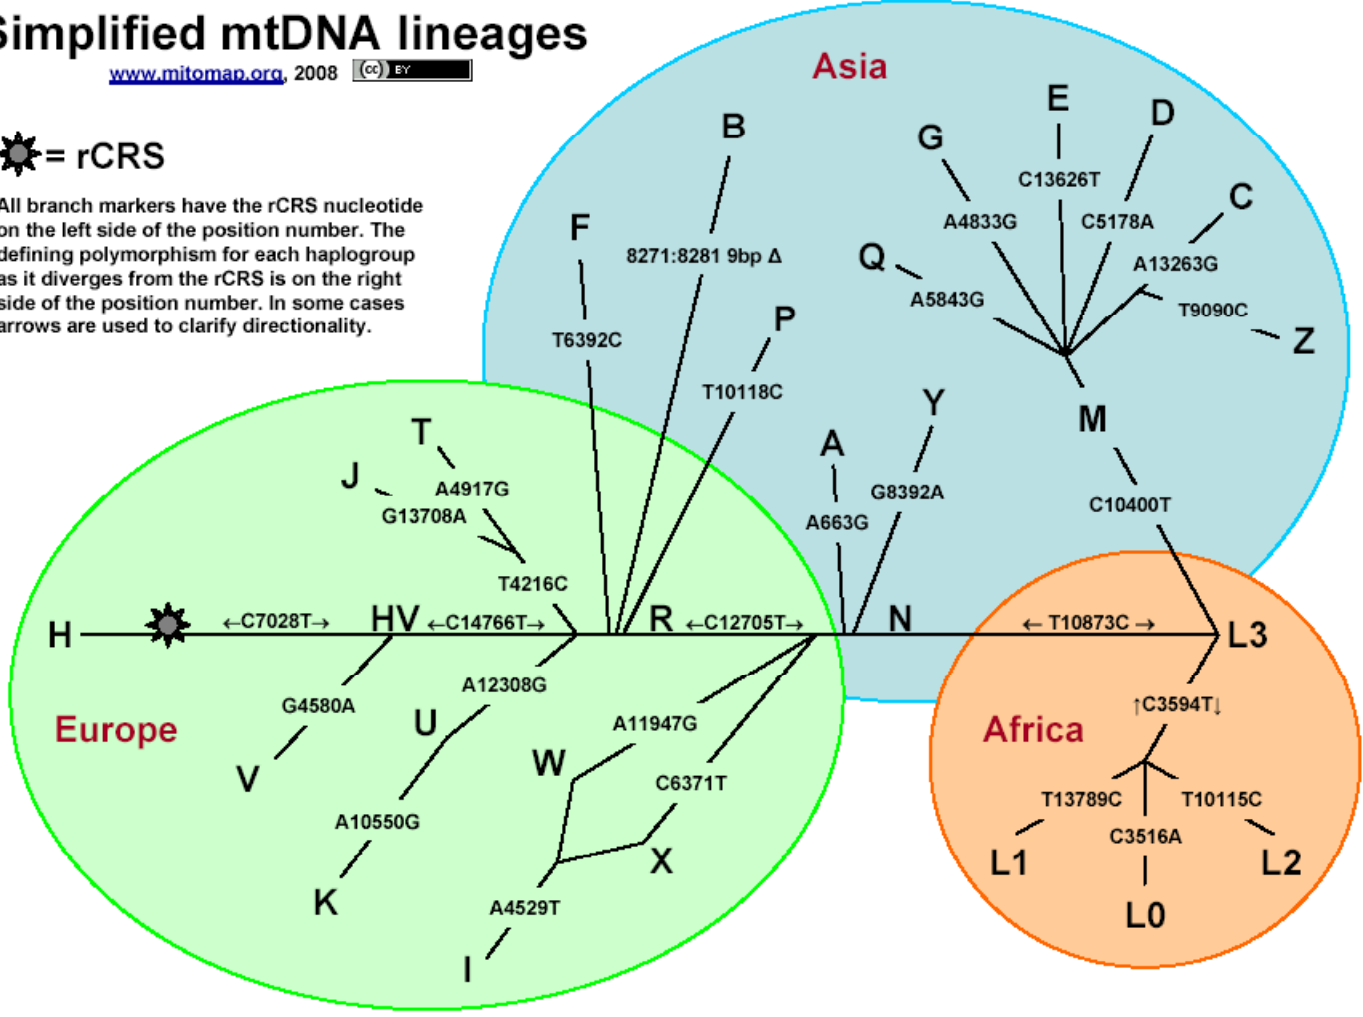 Simplified mtDNA lineages
www.mitomap.org, 2008 (cc) BY
= rCRS
All branch markers have the rCRS nucleotide
on the left side of the position number. The
defining polymorphism for each haplogroup
as it diverges from the rCRS is on the right
side of the position number. In some cases
arrows are used to clarify directionality.
Asia
B
F
8271:8281 9bp Δ
T6392C
P
T10118C
G
E
D
C13626T
A4833G
C5178A
C
Q
A13263G
A5843G
T9090C
Z
M
Y
A
G8392A
A663G
C10400T
T
J
A4917G
G13708A
T4216C
H
←C7028T→
HV
←C14766T→
R
←C12705T→
N
← T10873C →
L3
Europe
G4580A
V
A12308G
U
A10550G
K
A11947G
W
C6371T
X
A4529T
I
Africa
↑C3594T↓
T13789C
T10115C
C3516A
L1
L2
L0